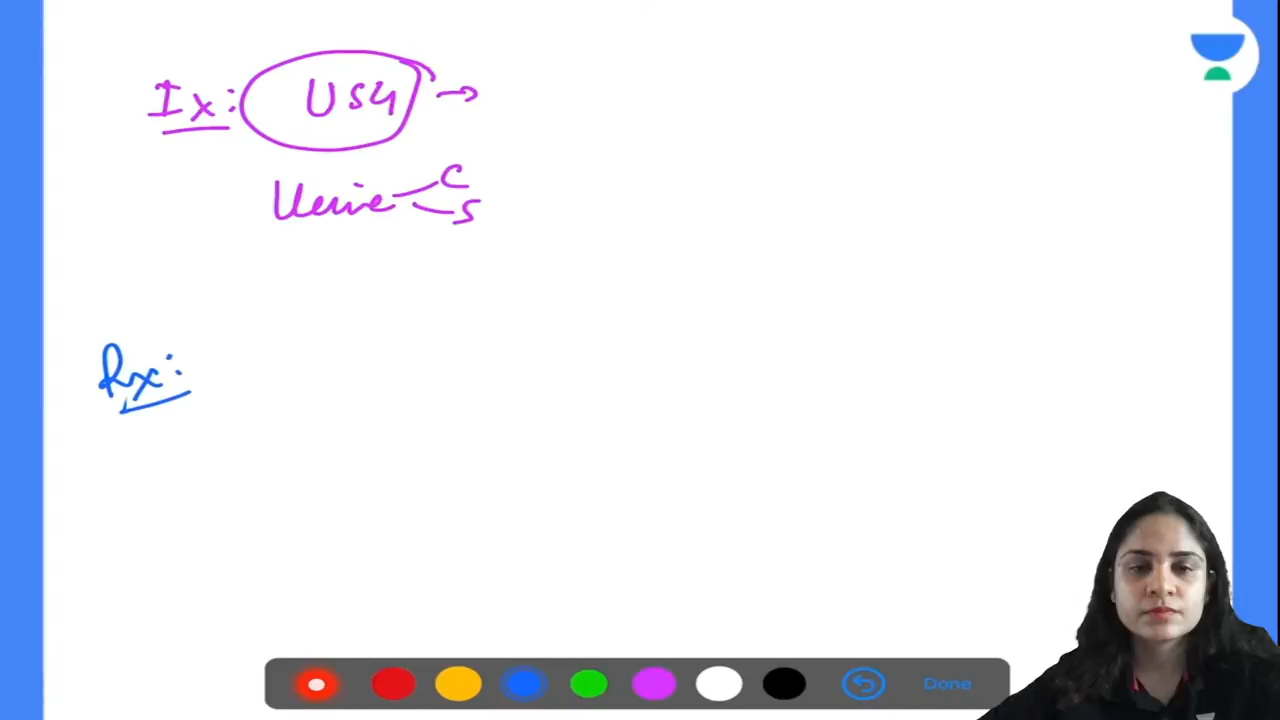 Ix: USG →
Urine C
S
Rx:
Done